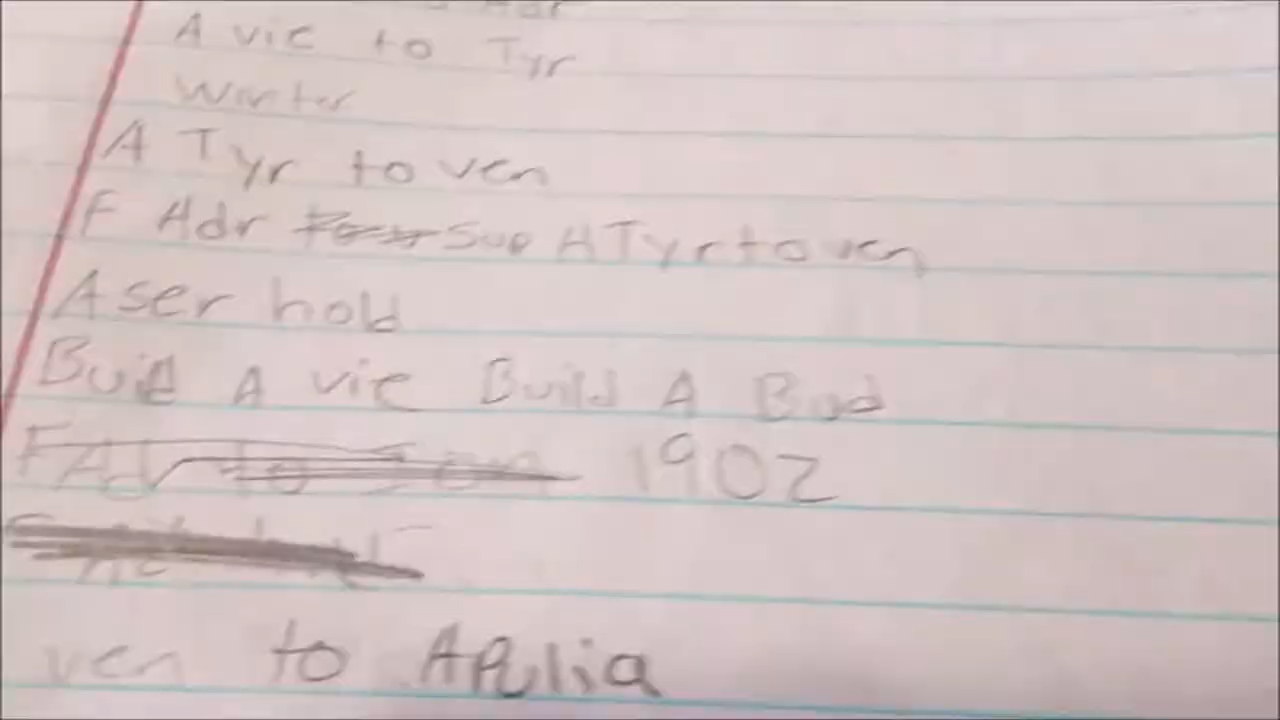 Adr
A vie to Tyr
Winter
A Tyr to ven
F Adr Sup A Tyr to ven
A ser hold
Build A vie Build A Bud
1902
ven to APulia